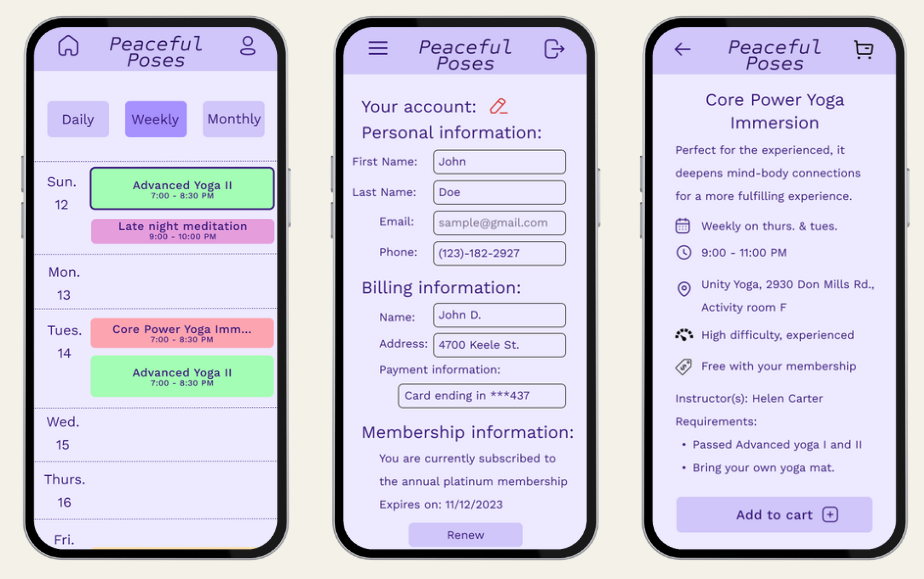 Peaceful
Poses
Daily
Weekly
Monthly
Sun.
12
Advanced Yoga II
7:00 - 8:30 PM
Late night meditation
9:00 - 10:00 PM
Mon.
13
Tues.
14
Core Power Yoga Imm...
7:00 - 8:30 PM
Advanced Yoga II
7:00 - 8:30 PM
Wed.
15
Thurs.
16
Fri.
Peaceful
Poses
Your account:
Personal information:
First Name: John
Last Name: Doe
Email: sample@gmail.com
Phone: (123)-182-2927
Billing information:
Name: John D.
Address: 4700 Keele St.
Payment information:
Card ending in ***437
Membership information:
You are currently subscribed to
the annual platinum membership
Expires on: 11/12/2023
Renew
Peaceful
Poses
Core Power Yoga
Immersion
Perfect for the experienced, it
deepens mind-body connections
for a more fulfilling experience.
Weekly on thurs. & tues.
9:00 - 11:00 PM
Unity Yoga, 2930 Don Mills Rd.,
Activity room F
High difficulty, experienced
Free with your membership
Instructor(s): Helen Carter
Requirements:
• Passed Advanced yoga I and II
• Bring your own yoga mat.
Add to cart